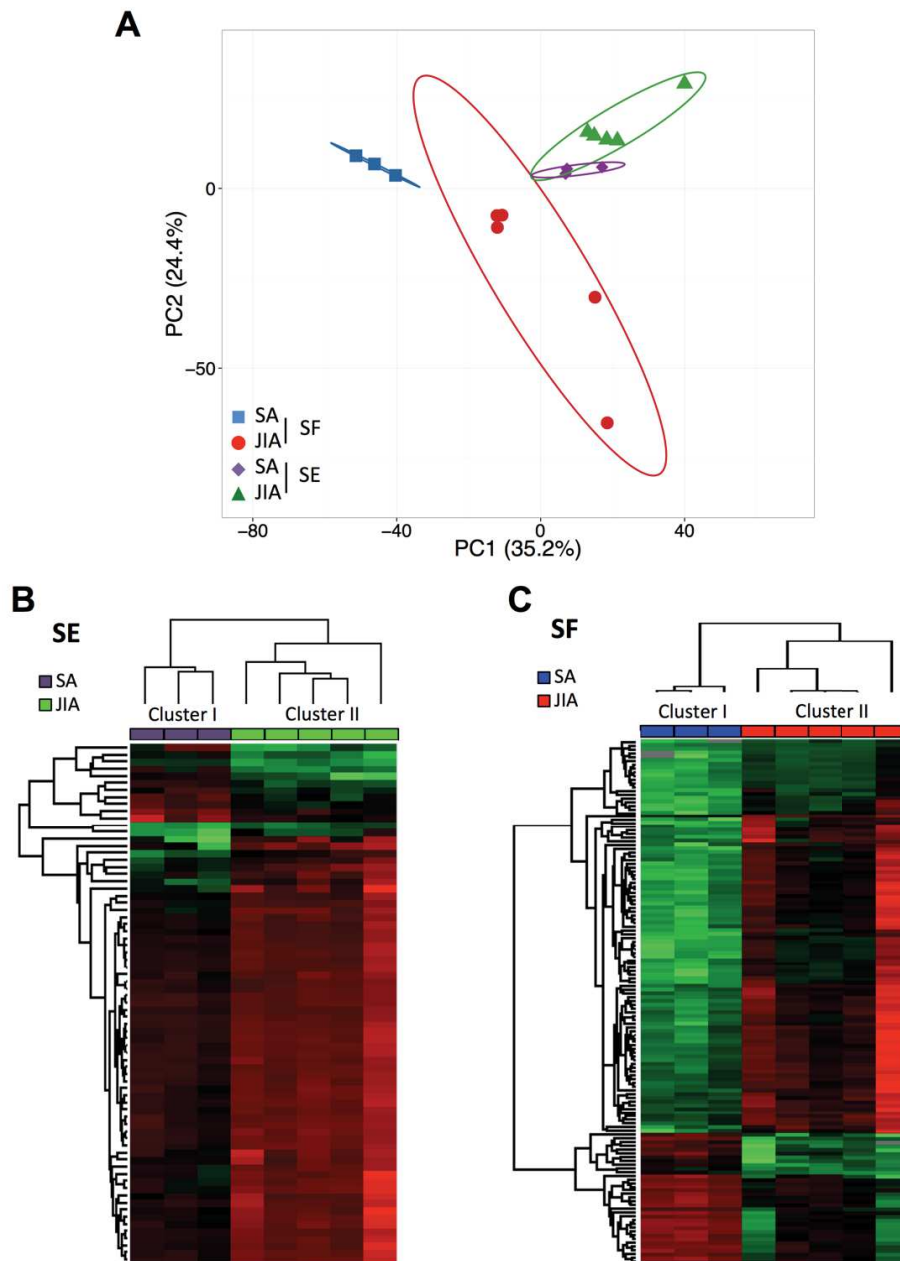 A
0
−50
PC2 (24.4%)
SA
JIA
SF
SA
JIA
SE
−80
−40
0
40
PC1 (35.2%)
B
SE
SA
JIA
Cluster I
Cluster II
C
SF
SA
JIA
Cluster I
Cluster II